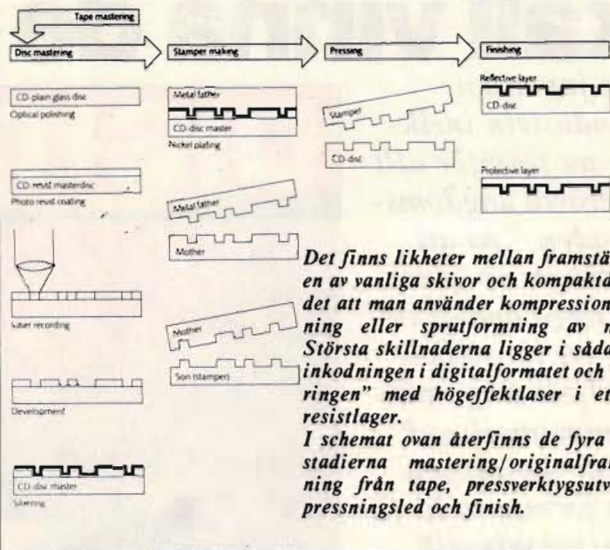 Tape mastering
Disc mastering
Stamper making
Pressing
Finishing
CD-plain glass disc
Optical polishing
CD-resist masterdisc
Photo resist coating
Laser recording
Development
CD-disc master
Silvering
Metal father
CD-disc master
Nickel plating
Metal father
Mother
Mother
Son (stamper)
Stamper
CD-disc
Reflective layer
CD-disc
Protective layer
Det finns likheter mellan framstä
en av vanliga skivor och kompaktd
det att man använder kompression
ning eller sprutformning av
Största skillnaderna ligger i såda
inkodningen i digitalformatet och
ringen" med högeffektlaser i et
resistlager.
I schemat ovan återfinns de fyra
stadierna mastering/originalfra
ning från tape, pressverktygsutv
pressningsled och finish.